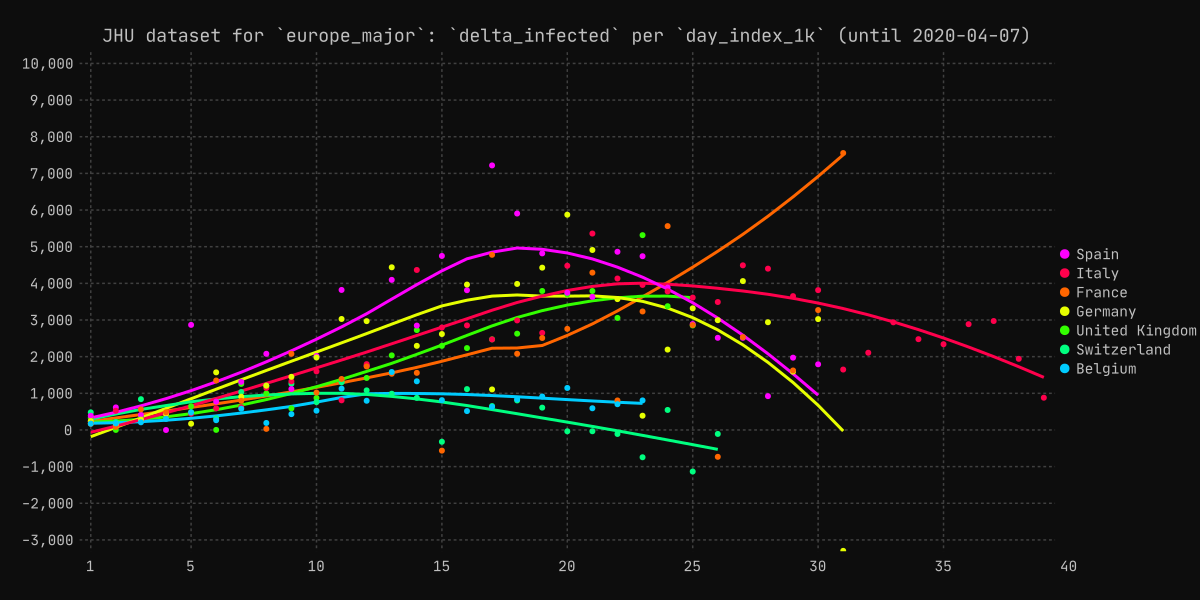 JHU dataset for `europe_major`: `delta_infected` per `day_index_1k` (until 2020-04-07)
10,000
9,000
8,000
7,000
6,000
5,000
4,000
3,000
2,000
1,000
0
-1,000
-2,000
-3,000
1 5 10 15 20 25 30 35 40
Spain
Italy
France
Germany
United Kingdom
Switzerland
Belgium